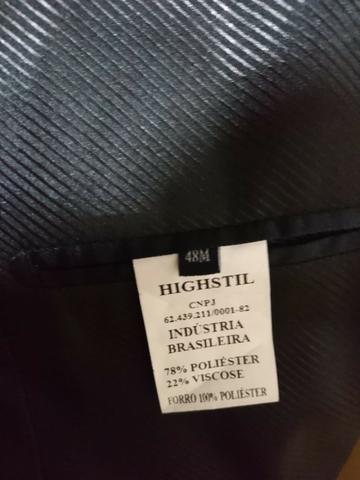 48M
HIGHSTIL
CNPJ
62.439.211/0001-82
INDÚSTRIA
BRASILEIRA
78% POLIÉSTER
22% VISCOSE
FORRO 100% POLIÉSTER